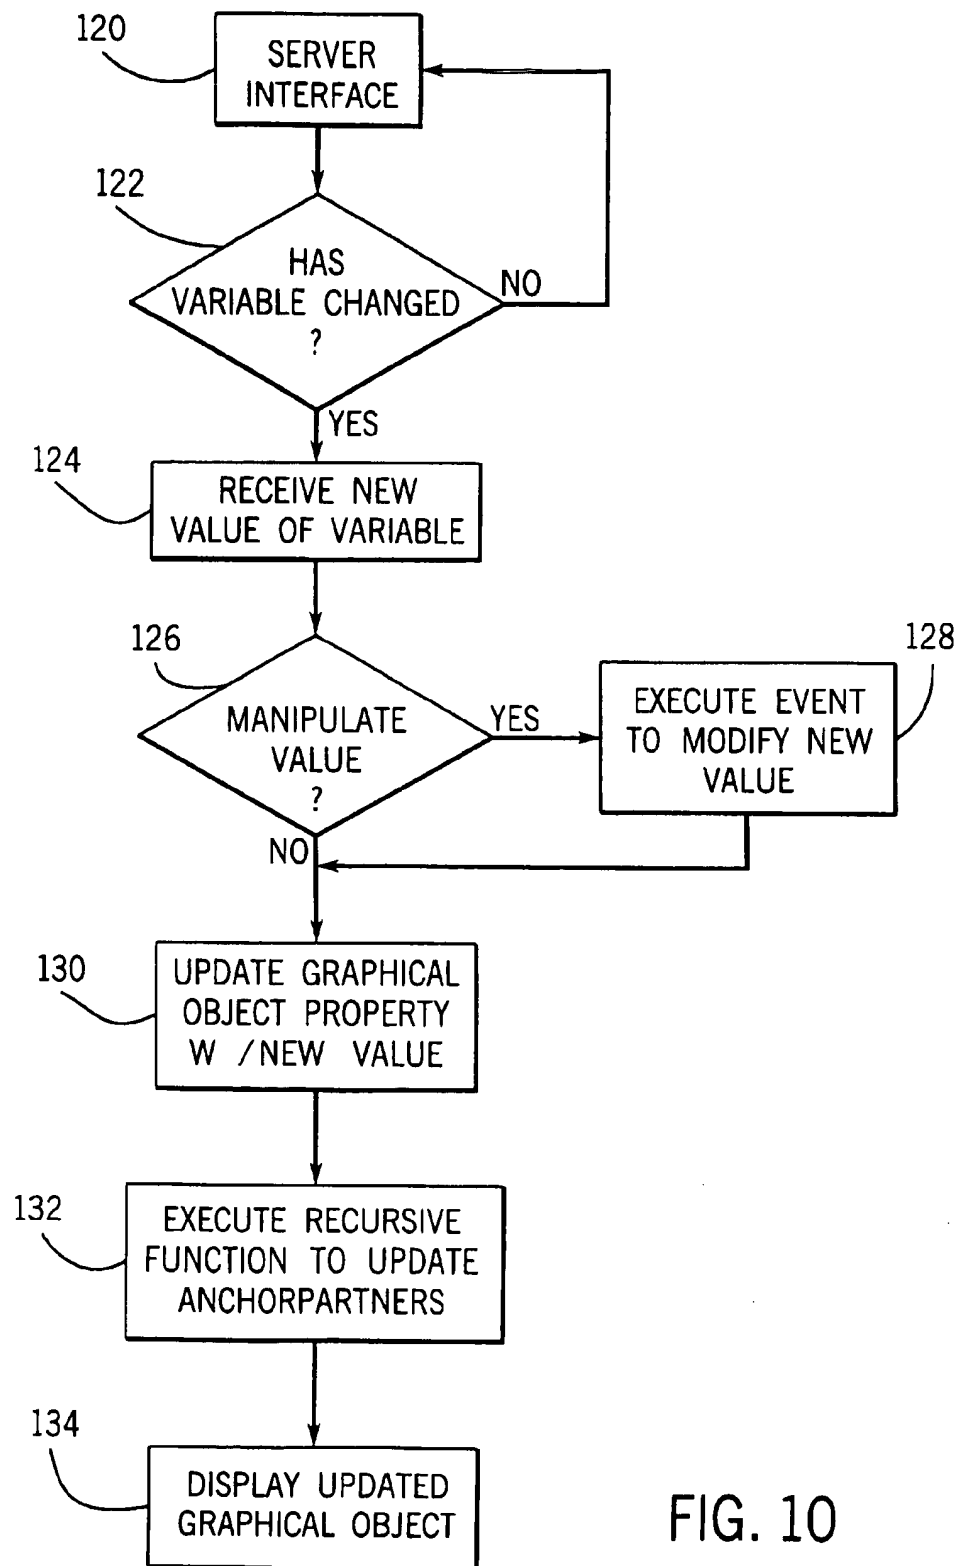 120
SERVER
INTERFACE
122
HAS
VARIABLE CHANGED
?
NO
YES
124
RECEIVE NEW
VALUE OF VARIABLE
126
MANIPULATE
VALUE
?
YES
NO
128
EXECUTE EVENT
TO MODIFY NEW
VALUE
130
UPDATE GRAPHICAL
OBJECT PROPERTY
W /NEW VALUE
132
EXECUTE RECURSIVE
FUNCTION TO UPDATE
ANCHORPARTNERS
134
DISPLAY UPDATED
GRAPHICAL OBJECT
FIG. 10